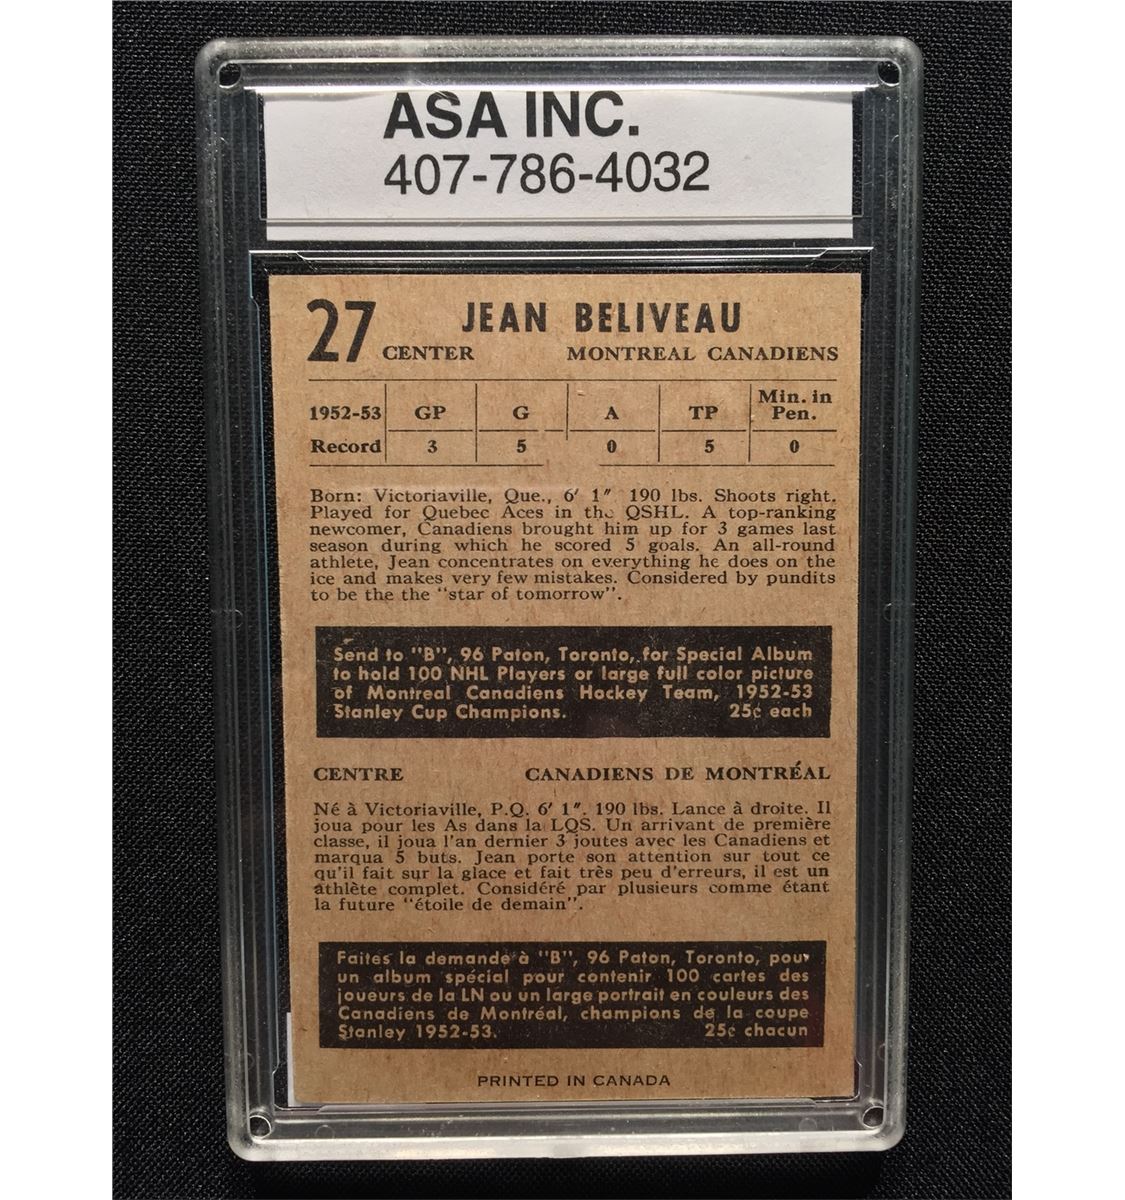 ASA INC.
407-786-4032
27 JEAN BELIVEAU
CENTER MONTREAL CANADIENS
1952-53 GP G A TP Min. in Pen.
Record 3 5 0 5 0
Born: Victoriaville, Que., 6′ 1″ 190 lbs. Shoots right.
Played for Quebec Aces in the QSHL. A top-ranking
newcomer, Canadiens brought him up for 3 games last
season during which he scored 5 goals. An all-round
athlete, Jean concentrates on everything he does on the
ice and makes very few mistakes. Considered by pundits
to be the the "star of tomorrow".
Send to "B", 96 Paton, Toronto, for Special Album
to hold 100 NHL Players or large full color picture
of Montreal Canadiens Hockey Team, 1952-53
Stanley Cup Champions. 25¢ each
CENTRE CANADIENS DE MONTRÉAL
Né à Victoriaville, P.Q. 6′ 1″. 190 lbs. Lance à droite. Il
joua pour les As dans la LQS. Un arrivant de première
classe, il joua l'an dernier 3 joutes avec les Canadiens et
marqua 5 buts. Jean porte son attention sur tout ce
qu'il fait sur la glace et fait très peu d'erreurs, il est un
athlète complet. Considéré par plusieurs comme étant
la future "étoile de demain".
Faites la demande à "B", 96 Paton, Toronto, pour
un album spécial pour contenir 100 cartes des
joueurs de la LN ou un large portrait en couleurs des
Canadiens de Montréal, champions de la coupe
Stanley 1952-53. 25¢ chacun
PRINTED IN CANADA